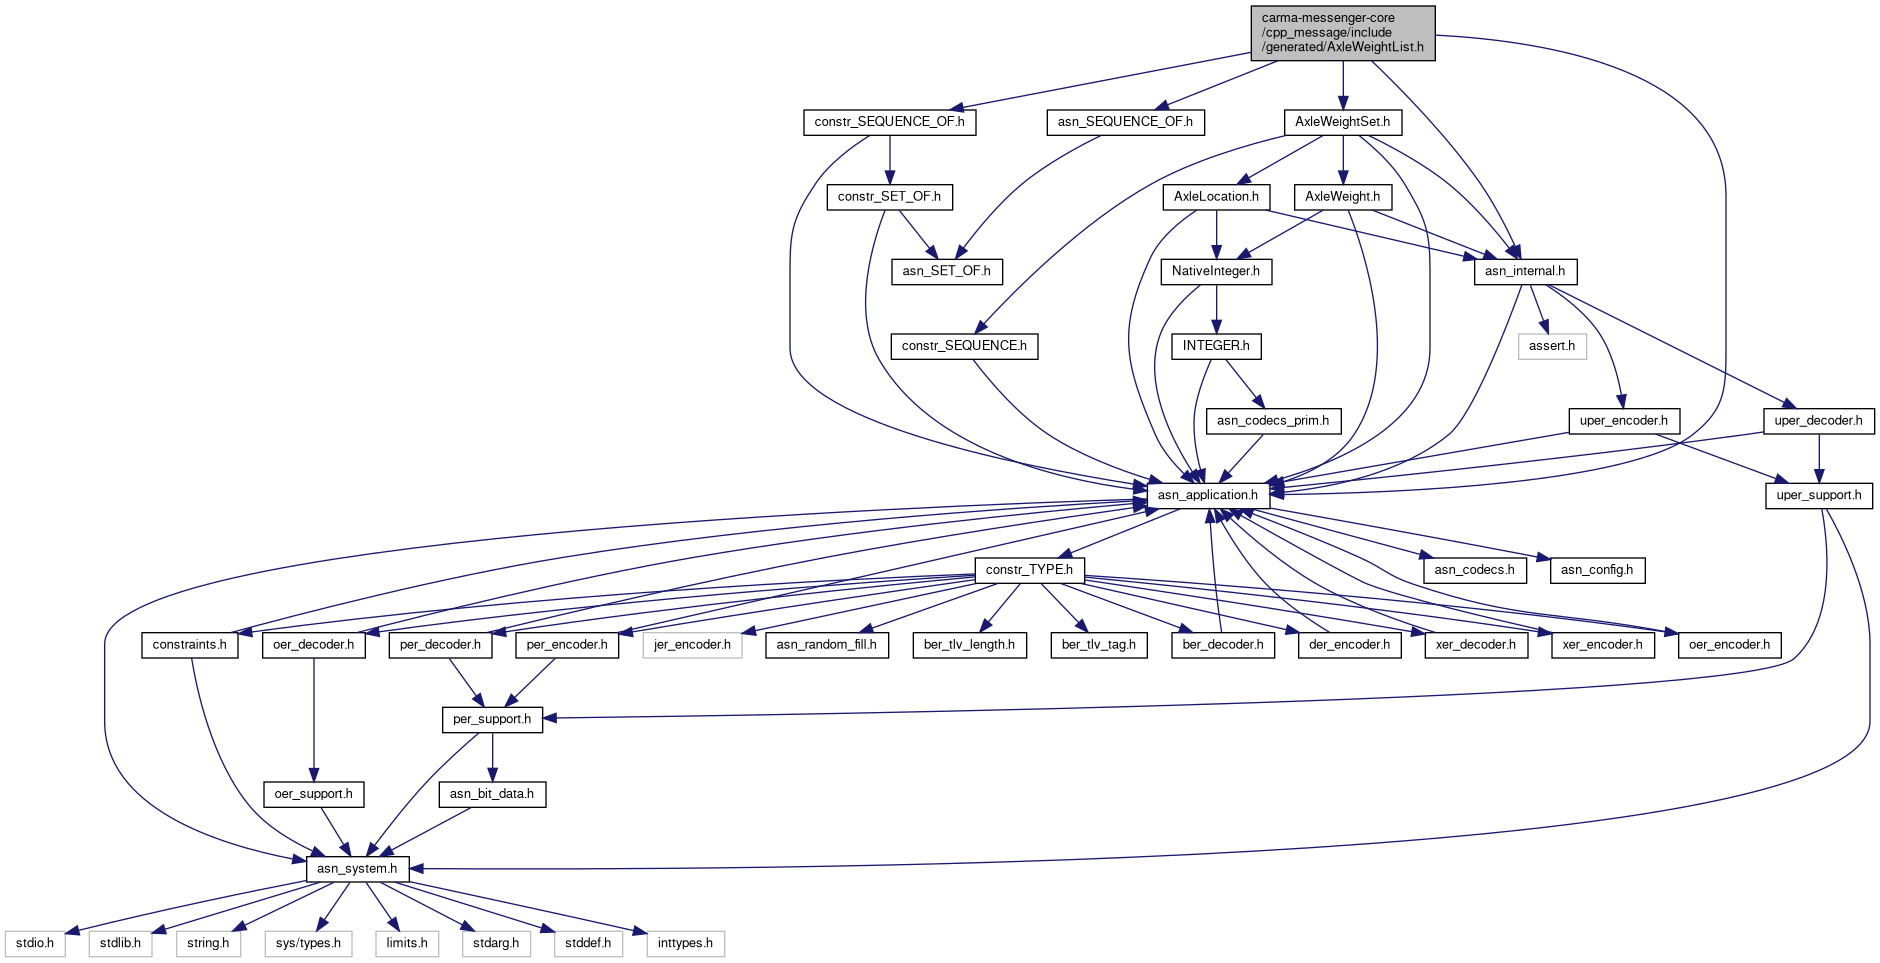 carma-messenger-core
/cpp_message/include
/generated/AxleWeightList.h
constr_SEQUENCE_OF.h
asn_SEQUENCE_OF.h
AxleWeightSet.h
constr_SET_OF.h
AxleLocation.h
AxleWeight.h
asn_SET_OF.h
NativeInteger.h
asn_internal.h
constr_SEQUENCE.h
INTEGER.h
assert.h
asn_codecs_prim.h
uper_encoder.h
uper_decoder.h
asn_application.h
uper_support.h
constr_TYPE.h
asn_codecs.h
asn_config.h
constraints.h
oer_decoder.h
per_decoder.h
per_encoder.h
jer_encoder.h
asn_random_fill.h
ber_tlv_length.h
ber_tlv_tag.h
ber_decoder.h
der_encoder.h
xer_decoder.h
xer_encoder.h
oer_encoder.h
per_support.h
oer_support.h
asn_bit_data.h
asn_system.h
stdio.h
stdlib.h
string.h
sys/types.h
limits.h
stdarg.h
stddef.h
inttypes.h